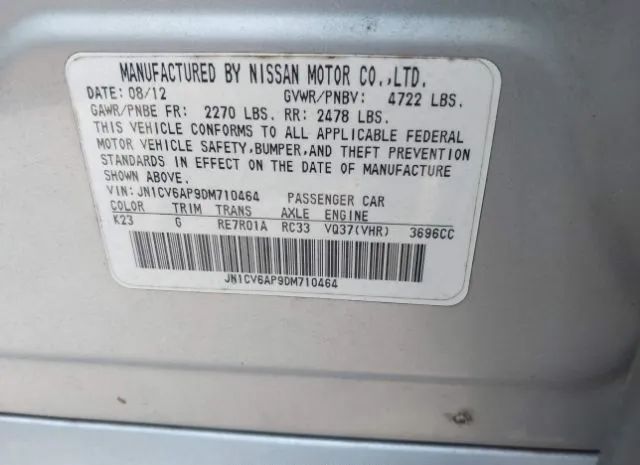 MANUFACTURED BY NISSAN MOTOR CO.,LTD.
DATE: 08/12 GVWR/PNBV: 4722 LBS.
GAWR/PNBE FR: 2270 LBS. RR: 2478 LBS.
THIS VEHICLE CONFORMS TO ALL APPLICABLE FEDERAL
MOTOR VEHICLE SAFETY,BUMPER,AND THEFT PREVENTION
STANDARDS IN EFFECT ON THE DATE OF MANUFACTURE
SHOWN ABOVE.
VIN: JN1CV6AP9DM710464 PASSENGER CAR
COLOR TRIM TRANS AXLE ENGINE
K23 G RE7R01A RC33 VQ37(VHR) 3696CC
JN1CV6AP9DM710464